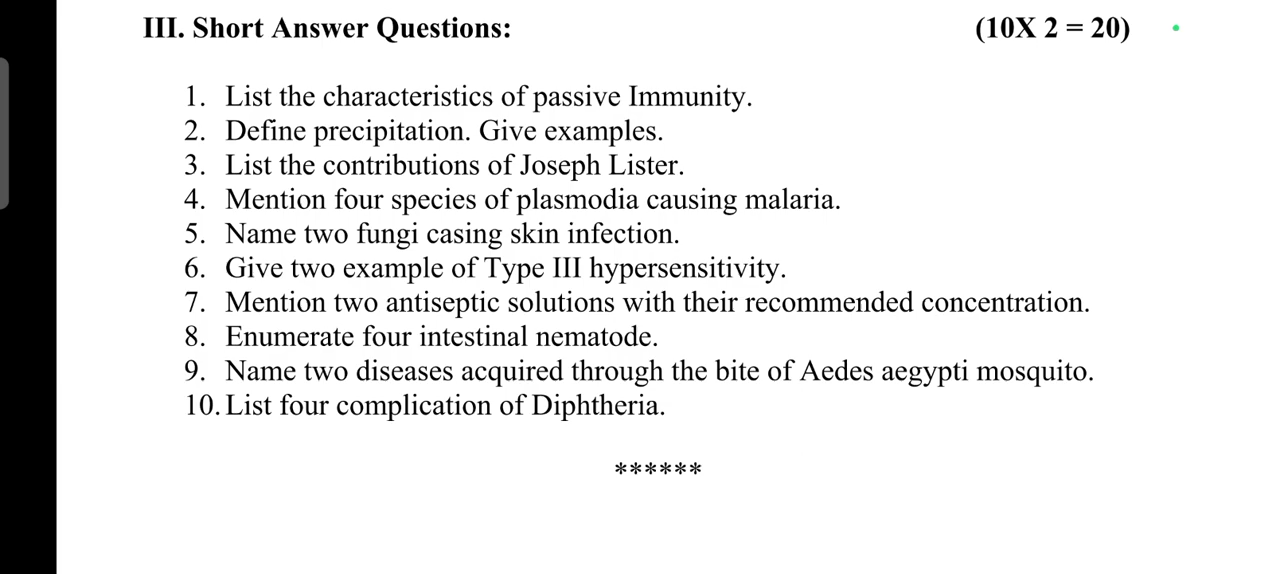 III. Short Answer Questions: (10X 2 = 20)
1. List the characteristics of passive Immunity.
2. Define precipitation. Give examples.
3. List the contributions of Joseph Lister.
4. Mention four species of plasmodia causing malaria.
5. Name two fungi casing skin infection.
6. Give two example of Type III hypersensitivity.
7. Mention two antiseptic solutions with their recommended concentration.
8. Enumerate four intestinal nematode.
9. Name two diseases acquired through the bite of Aedes aegypti mosquito.
10. List four complication of Diphtheria.
******